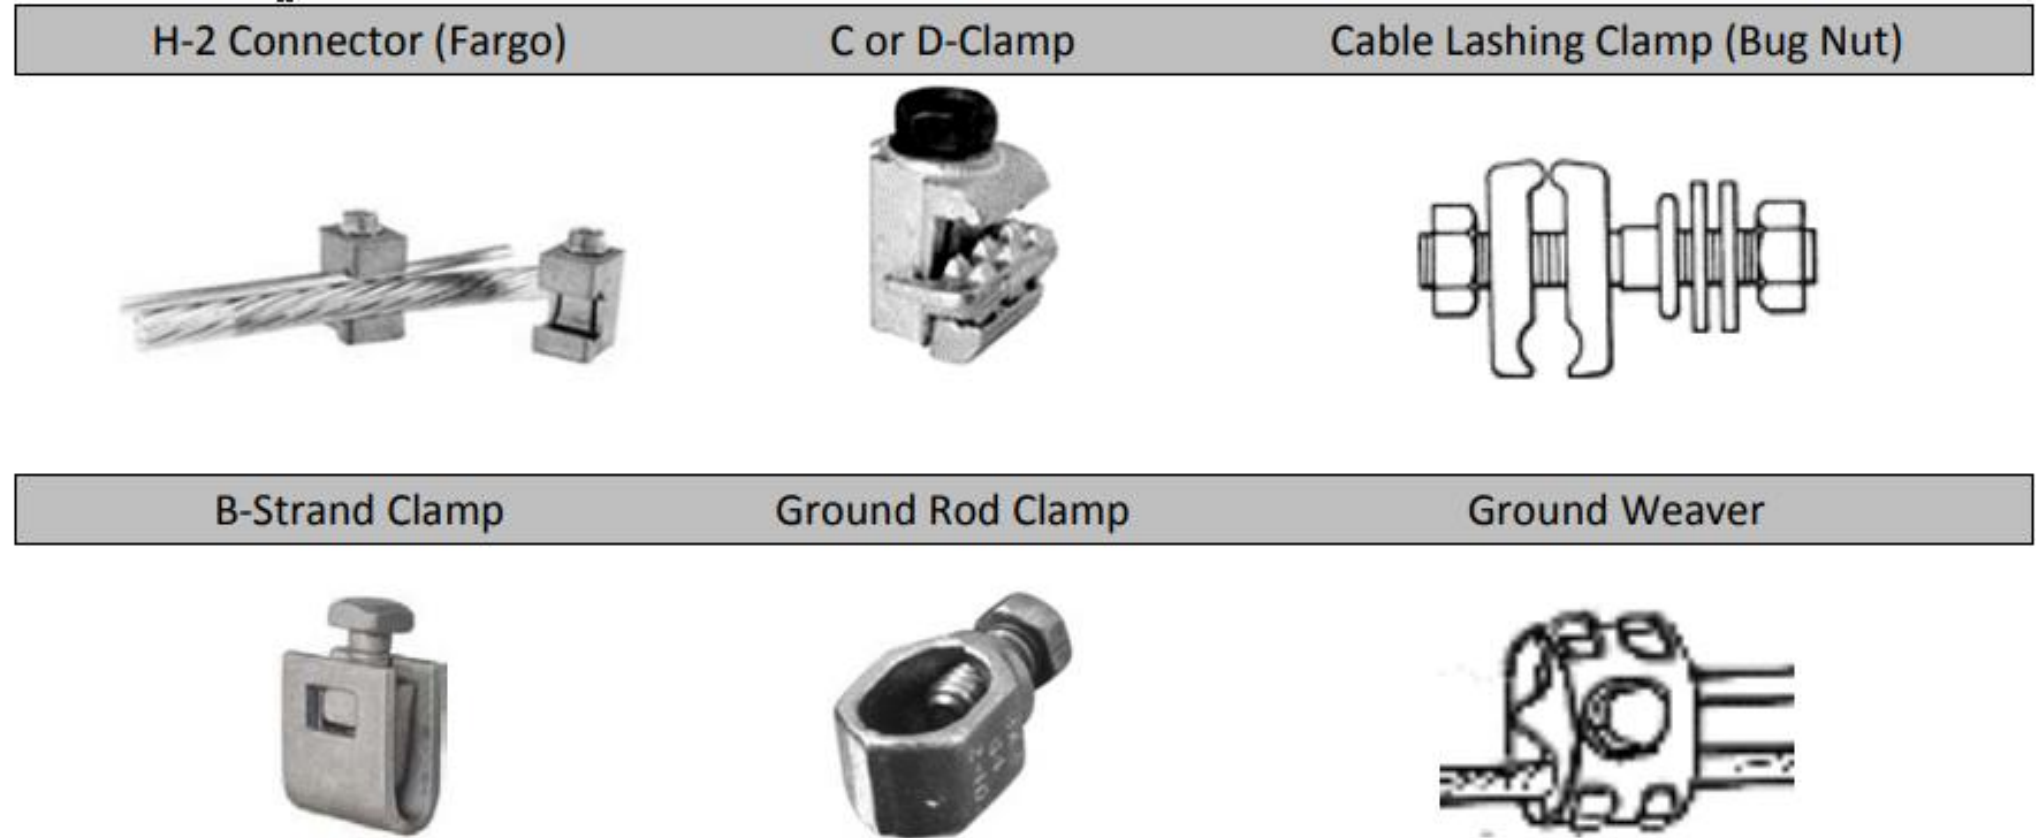 H-2 Connector (Fargo) C or D-Clamp Cable Lashing Clamp (Bug Nut)
B-Strand Clamp Ground Rod Clamp Ground Weaver